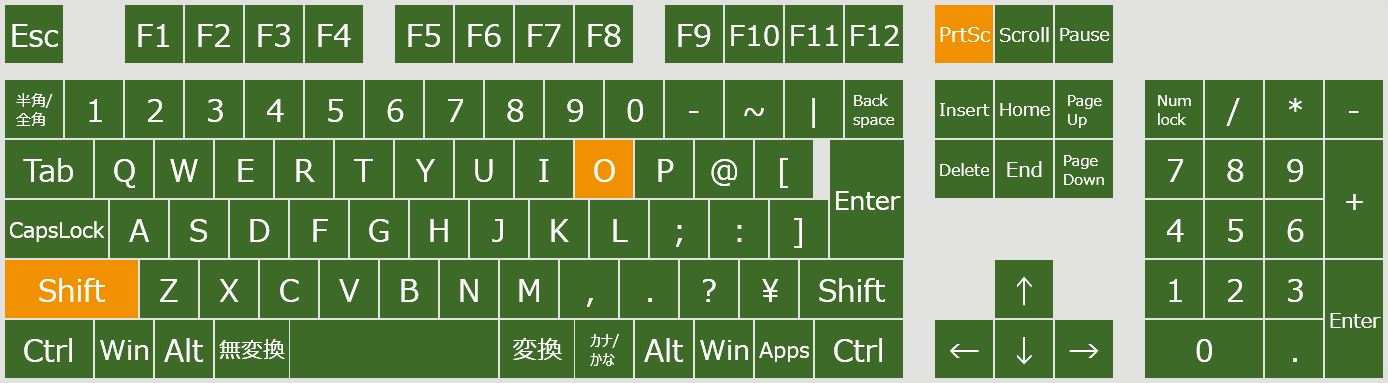 Esc F1 F2 F3 F4 F5 F6 F7 F8 F9 F10 F11 F12 PrtSc Scroll Pause
半角/
全角
1 2 3 4 5 6 7 8 9 0 - ~ |
Back
space
Insert Home
Page
Up
Num
lock
/ * -
Tab Q W E R T Y U I O P @ [
Enter
Delete End
Page
Down
7 8 9
+
CapsLock A S D F G H J K L ; : ]
4 5 6
Shift Z X C V B N M , . ? ¥ Shift
↑
1 2 3
Enter
Ctrl Win Alt 無変換 変換
カナ/
かな
Alt Win Apps Ctrl
← ↓ →
0 .